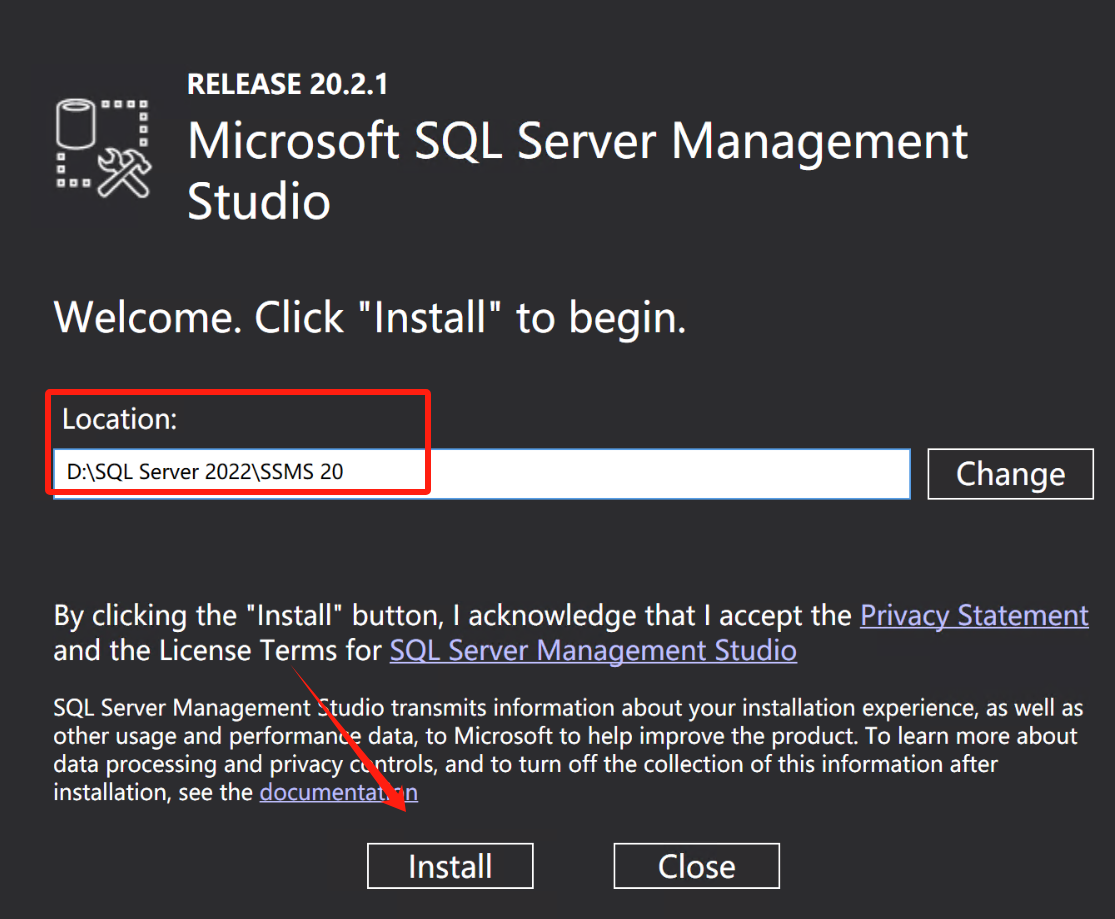 RELEASE 20.2.1
Microsoft SQL Server Management
Studio
Welcome. Click "Install" to begin.
Location:
D:\SQL Server 2022\SSMS 20
Change
By clicking the "Install" button, I acknowledge that I accept the Privacy Statement
and the License Terms for SQL Server Management Studio
SQL Server Management Studio transmits information about your installation experience, as well as
other usage and performance data, to Microsoft to help improve the product. To learn more about
data processing and privacy controls, and to turn off the collection of this information after
installation, see the documentation
Install
Close